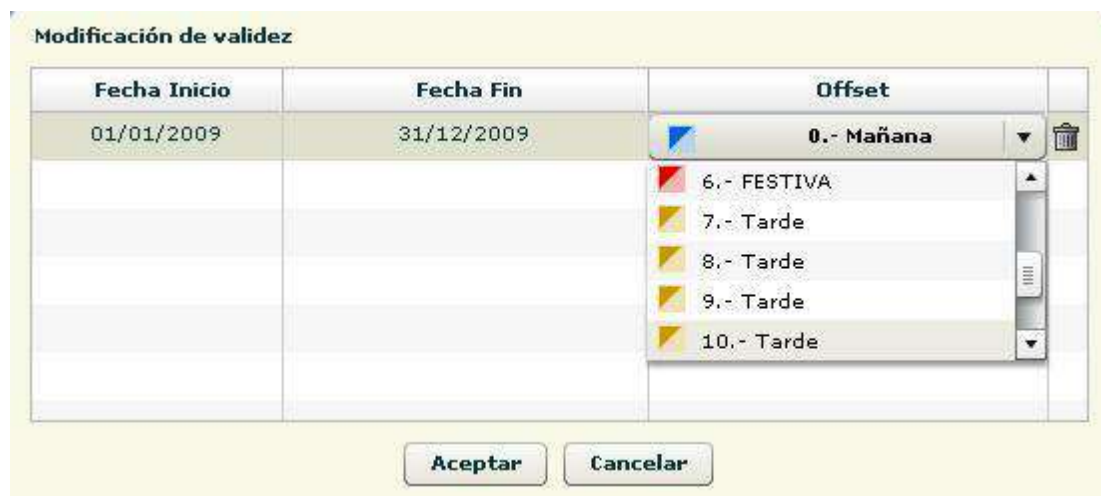 Modificación de validez
Fecha Inicio Fecha Fin Offset
01/01/2009 31/12/2009 0.- Mañana
6.- FESTIVA
7.- Tarde
8.- Tarde
9.- Tarde
10.- Tarde
Aceptar Cancelar